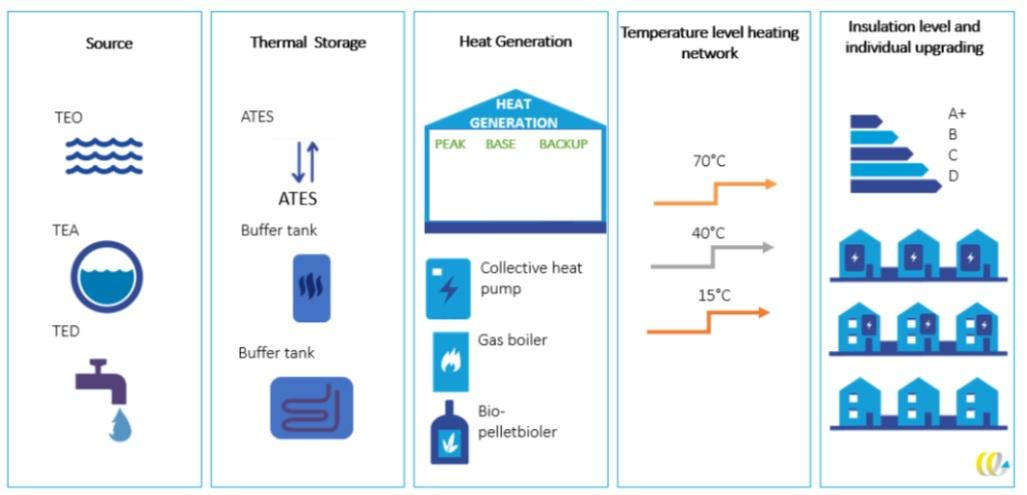 Source
TEO
TEA
TED
Thermal Storage
ATES
ATES
Buffer tank
Buffer tank
Heat Generation
HEAT
GENERATION
PEAK BASE BACKUP
Collective heat
pump
Gas boiler
Bio-
pelletbioler
Temperature level heating
network
70°C
40°C
15°C
Insulation level and
individual upgrading
A+
B
C
D